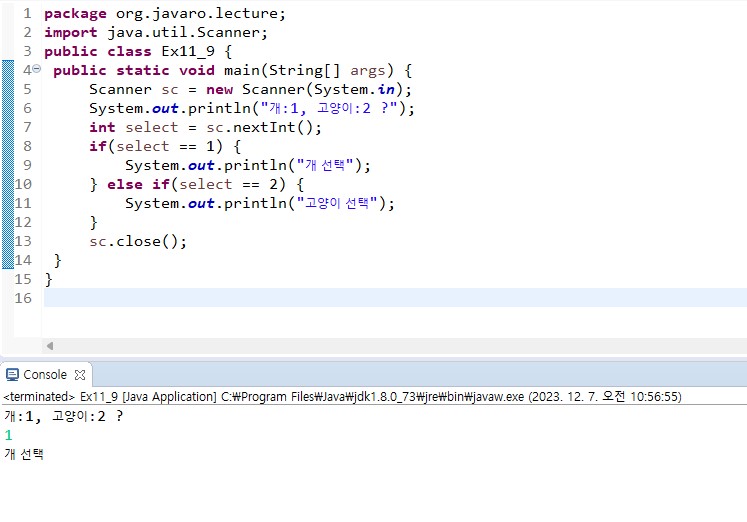 1 package org.javaro.lecture;
2 import java.util.Scanner;
3 public class Ex11_9 {
4 public static void main(String[] args) {
5 Scanner sc = new Scanner(System.in);
6 System.out.println("개:1, 고양이:2 ?");
7 int select = sc.nextInt();
8 if(select == 1) {
9 System.out.println("개 선택");
10 } else if(select == 2) {
11 System.out.println("고양이 선택");
12 }
13 sc.close();
14 }
15 }
16
Console
<terminated> Ex11_9 [Java Application] C:₩Program Files₩Java₩jdk1.8.0_73₩jre₩bin₩javaw.exe (2023. 12. 7. 오전 10:56:55)
개:1, 고양이:2 ?
1
개 선택